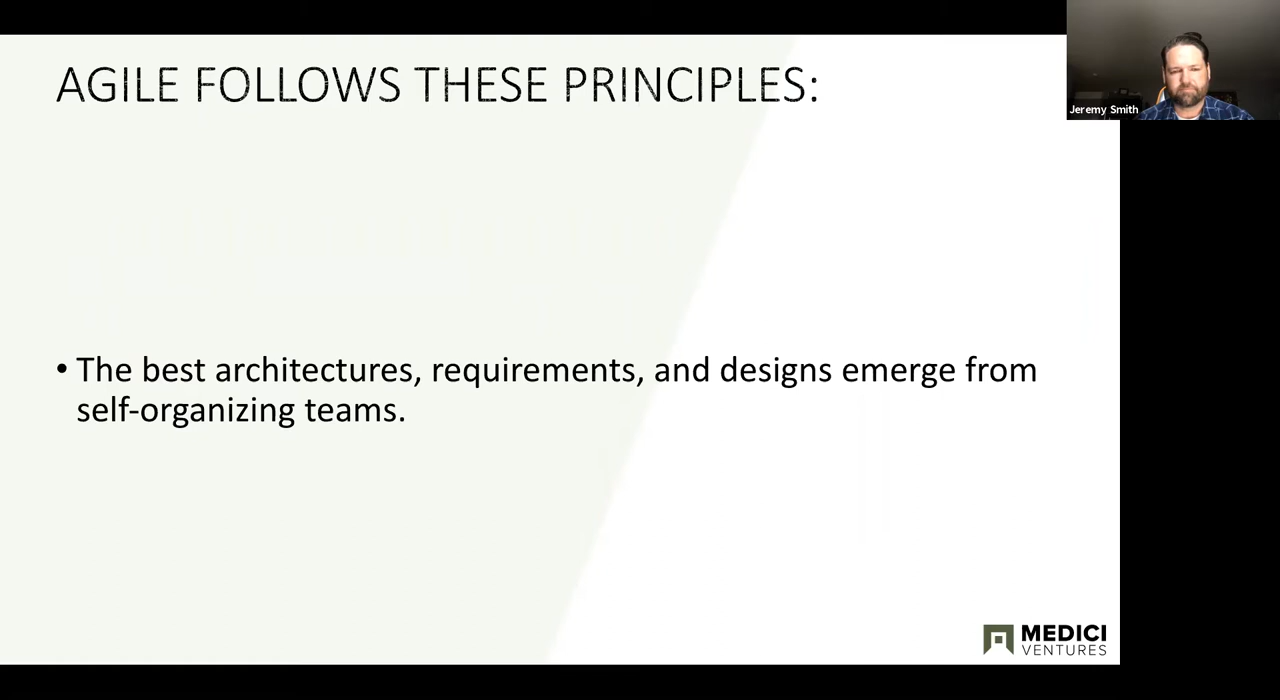 AGILE FOLLOWS THESE PRINCIPLES:
Jeremy Smith
• The best architectures, requirements, and designs emerge from
self-organizing teams.
MEDICI
VENTURES